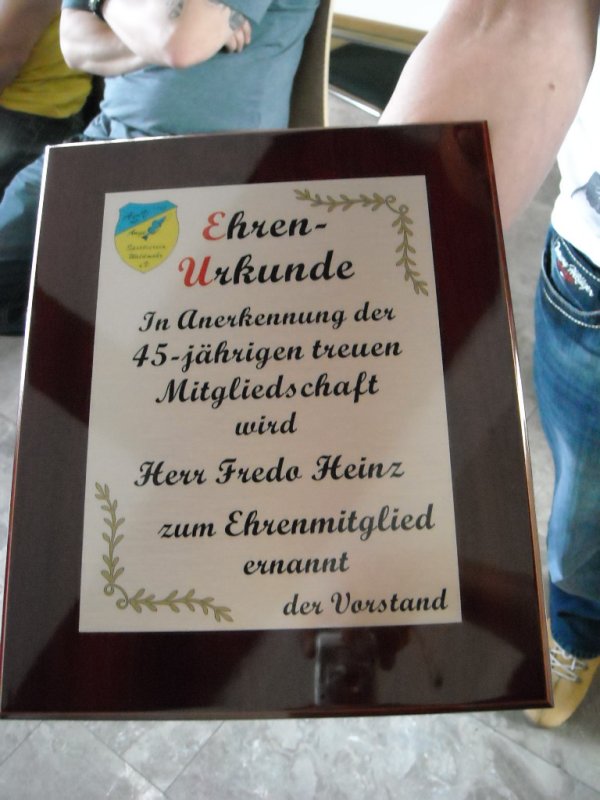 Ehren-
Urkunde
In Anerkennung der
45-jährigen treuen
Mitgliedschaft
wird
Herr Fredo Heinz
zum Ehrenmitglied
ernannt
der Vorstand